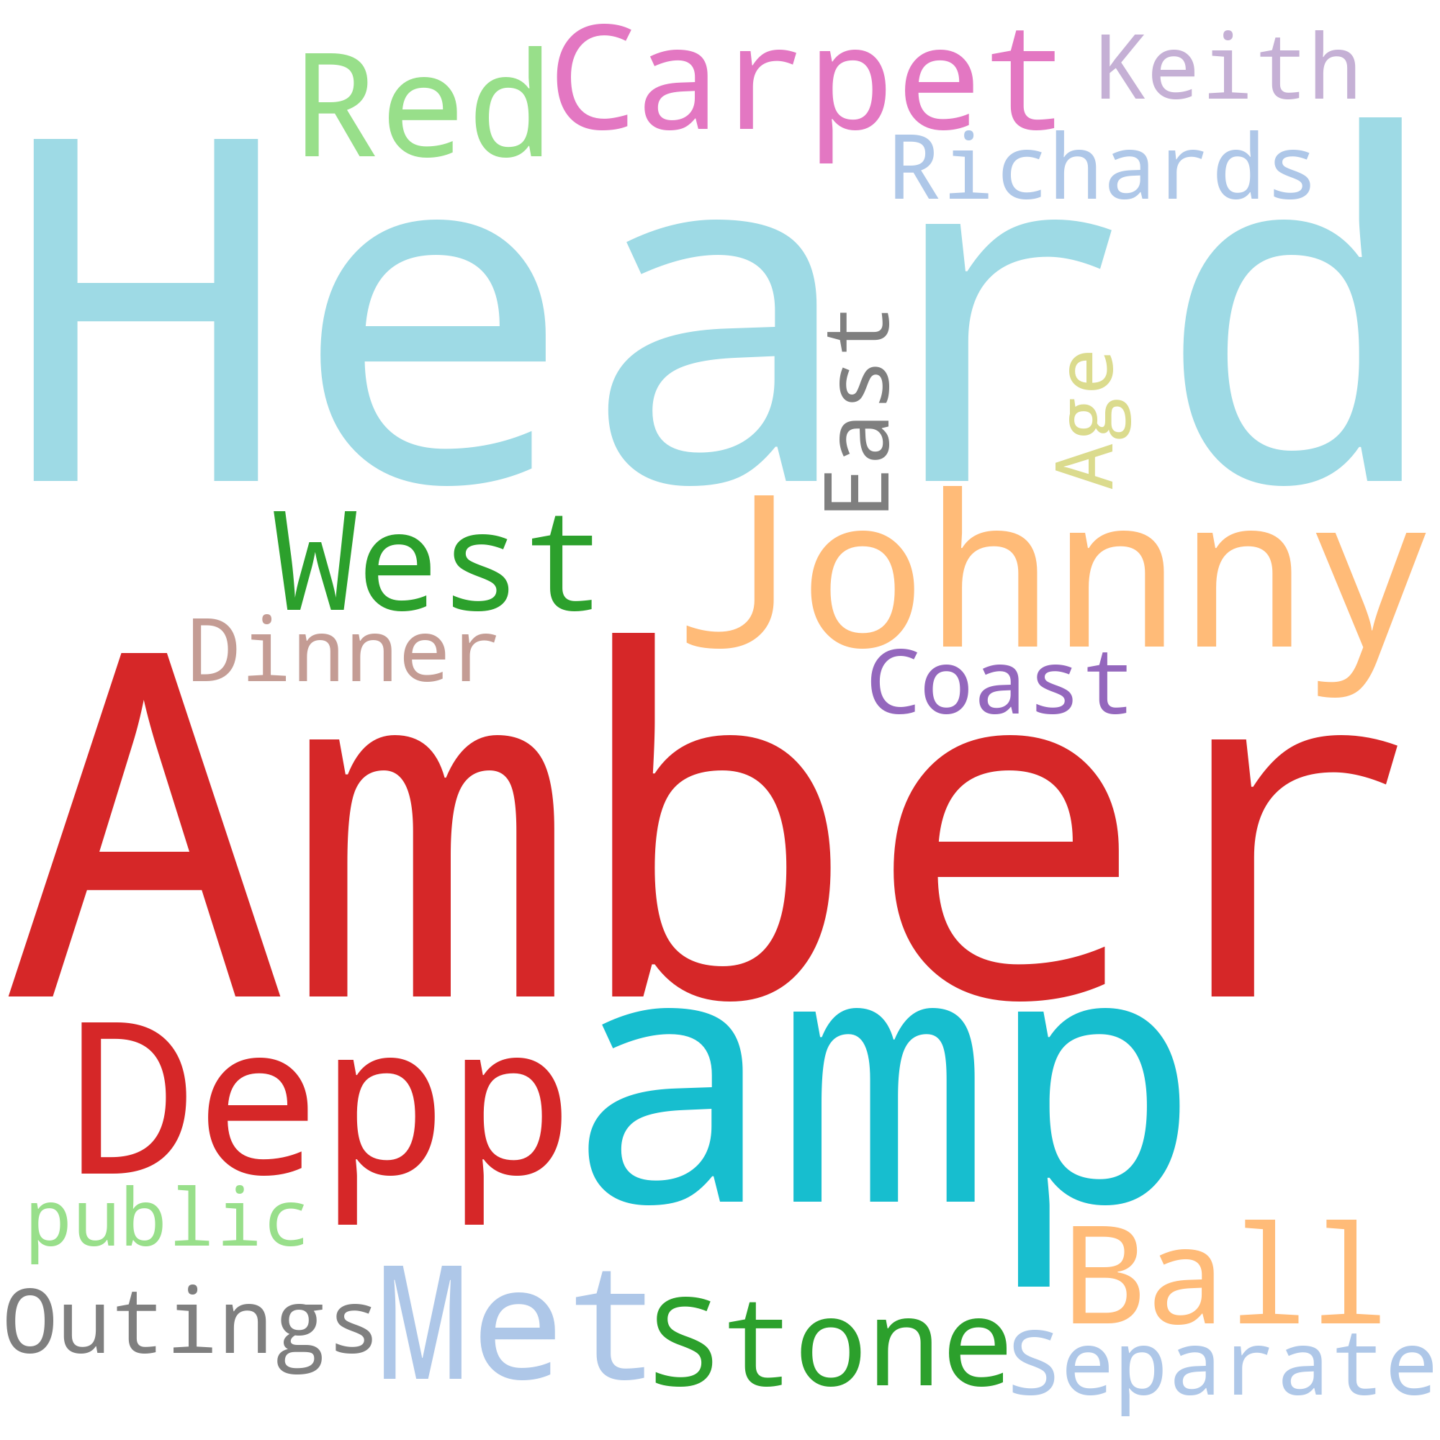 Red Carpet Keith
Richards
Heard
East
Age
West
Johnny
Dinner
Coast
Amber
Depp
amp
public
Ball
Outings
Met
Stone
Separate